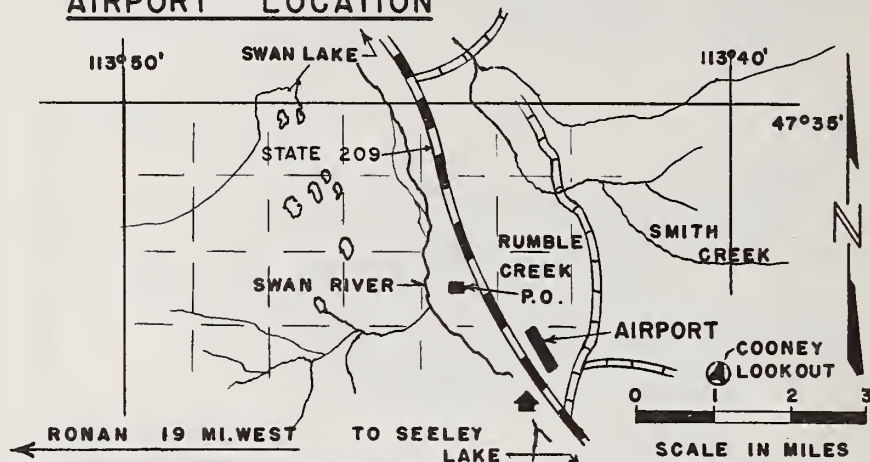 AIRPORT LOCATION
113°50'
SWAN LAKE
113°40'
47°35'
STATE 209
N
RUMBLE
CREEK
P.O.
SMITH
CREEK
SWAN RIVER
AIRPORT
COONEY
LOOKOUT
0 1 2 3
RONAN 19 MI. WEST
TO SEELEY
LAKE
SCALE IN MILES